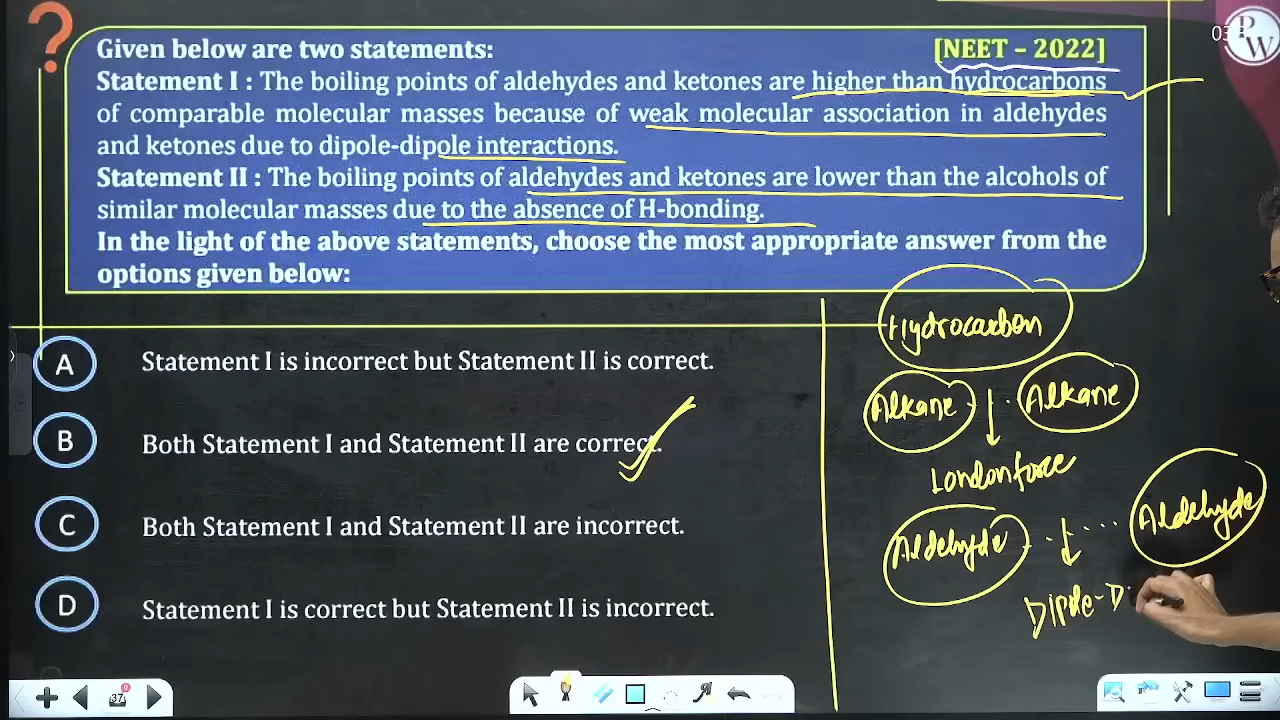 ?
Given below are two statements: [NEET – 2022]
Statement I : The boiling points of aldehydes and ketones are higher than hydrocarbons
of comparable molecular masses because of weak molecular association in aldehydes
and ketones due to dipole-dipole interactions.
Statement II : The boiling points of aldehydes and ketones are lower than the alcohols of
similar molecular masses due to the absence of H-bonding.
In the light of the above statements, choose the most appropriate answer from the
options given below:
A Statement I is incorrect but Statement II is correct.
B Both Statement I and Statement II are correct.
C Both Statement I and Statement II are incorrect.
D Statement I is correct but Statement II is incorrect.
Hydrocarbon
Alkane Alkane
London force
Aldehyde Aldehyde
Dipole-D
PW
37